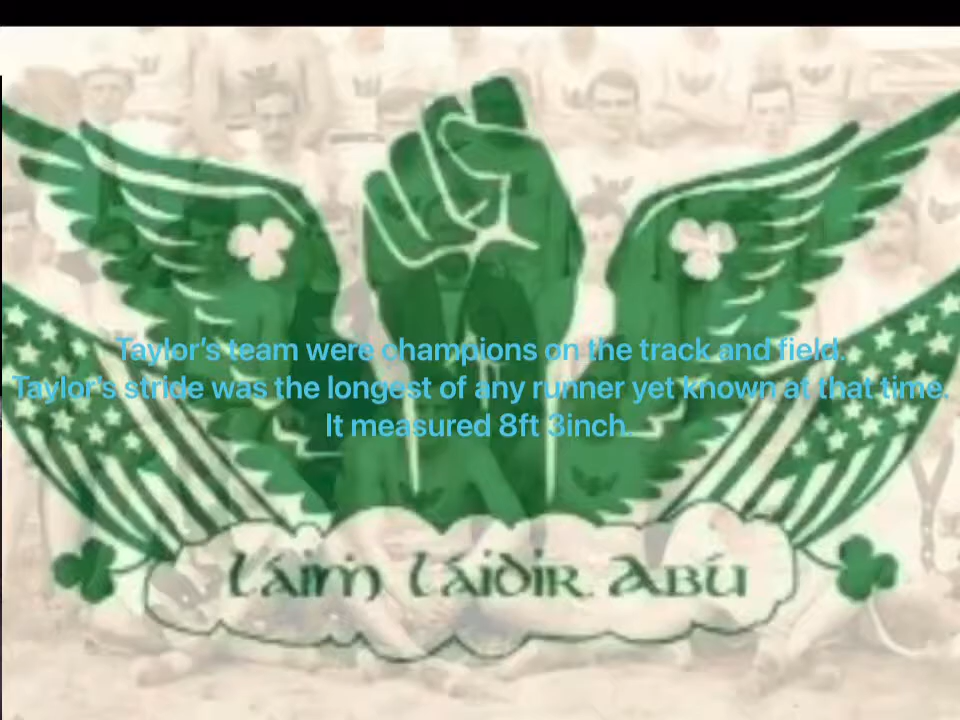 Taylor's team were champions on the track and field.
Taylor's stride was the longest of any runner yet known at that time.
It measured 8ft 3inch.
Láiṁ Láidir Abú